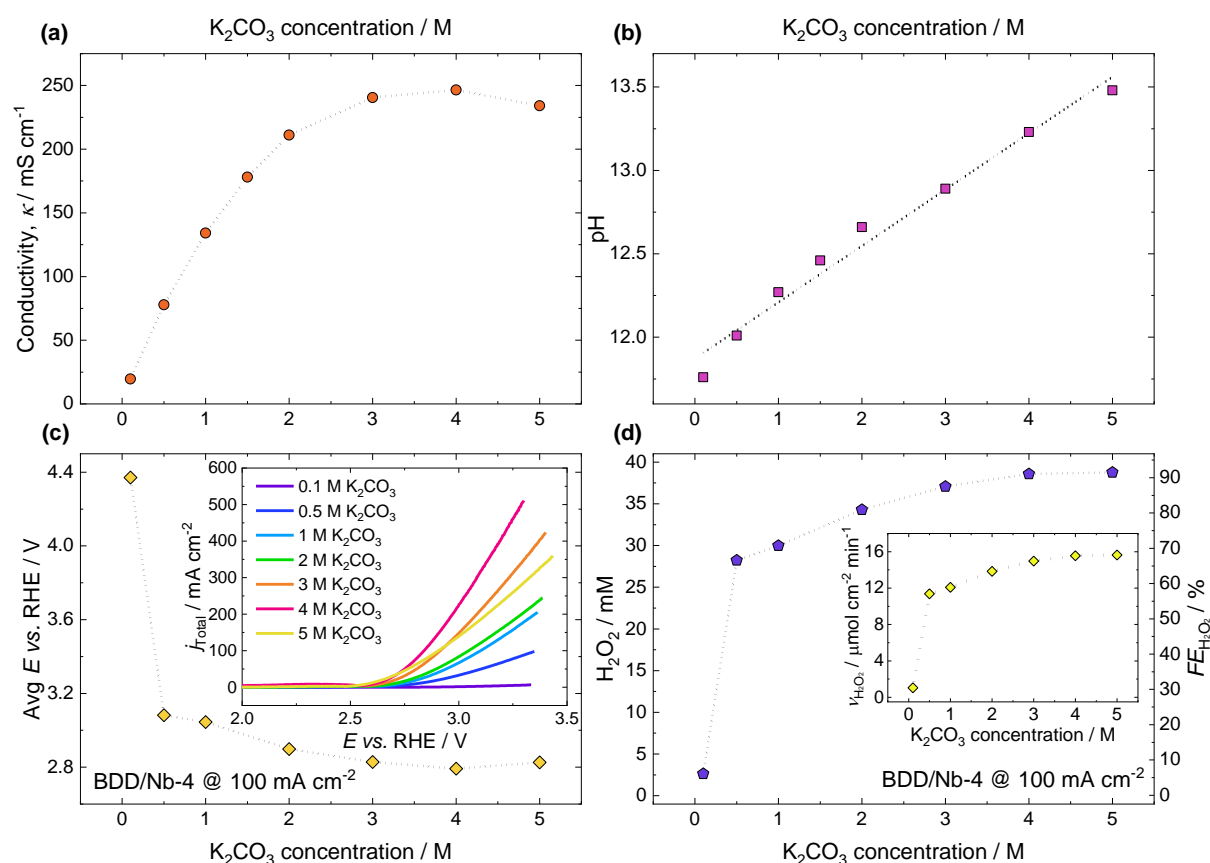 (a)
K₂CO₃ concentration / M
Conductivity, κ / mS cm⁻¹
250
200
150
100
50
0
0 1 2 3 4 5
(b)
K₂CO₃ concentration / M
pH
13.5
13.0
12.5
12.0
0 1 2 3 4 5
(c)
Avg E vs. RHE / V
4.4
4.0
3.6
3.2
2.8
j_Total / mA cm⁻²
600
500
400
300
200
100
0
0.1 M K₂CO₃
0.5 M K₂CO₃
1 M K₂CO₃
2 M K₂CO₃
3 M K₂CO₃
4 M K₂CO₃
5 M K₂CO₃
2.0 2.5 3.0 3.5
E vs. RHE / V
BDD/Nb-4 @ 100 mA cm⁻²
0 1 2 3 4 5
K₂CO₃ concentration / M
(d)
H₂O₂ / mM
40
35
30
25
20
15
10
5
0
ν_H₂O₂ / μmol cm⁻² min⁻¹
16
12
8
4
0
0 1 2 3 4 5
K₂CO₃ concentration / M
BDD/Nb-4 @ 100 mA cm⁻²
90
80
70
60
50
40
30
20
10
0
FE_H₂O₂ / %
0 1 2 3 4 5
K₂CO₃ concentration / M